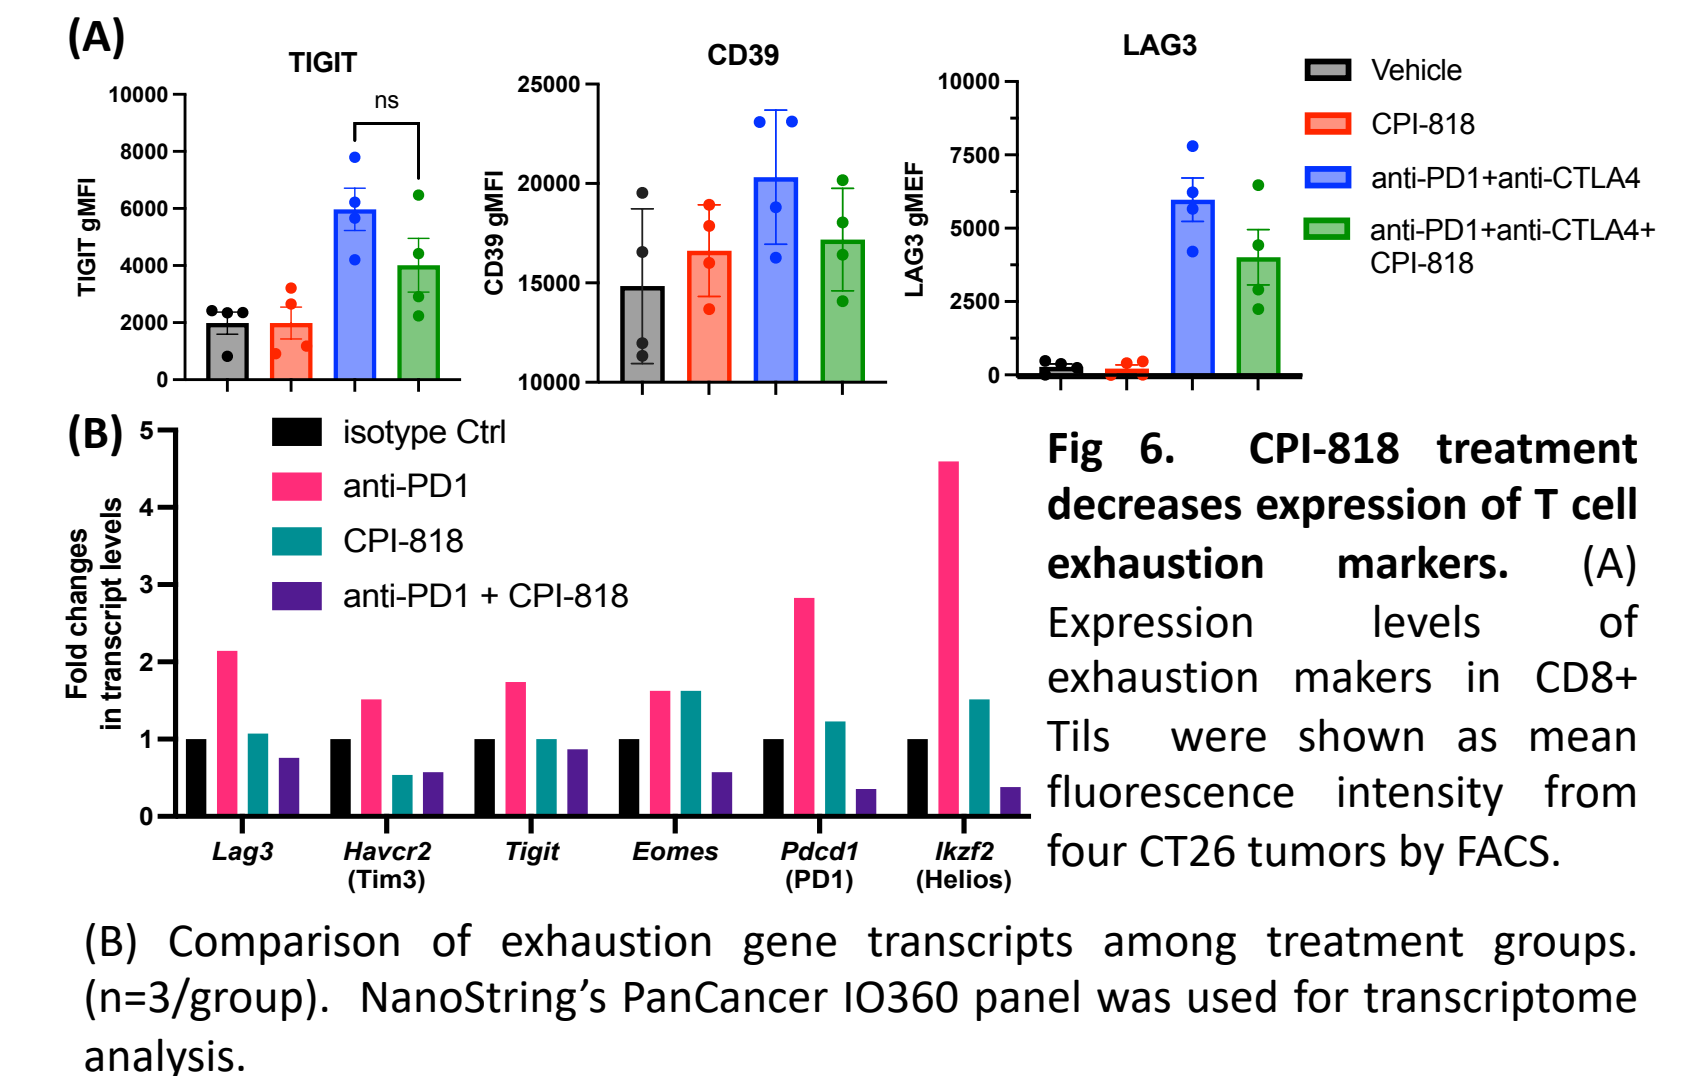 (A)
TIGIT
TIGIT gMFI
10000
8000
6000
4000
2000
0
ns
CD39
CD39 gMFI
25000
20000
15000
10000
LAG3
LAG3 gMEF
10000
7500
5000
2500
0
Vehicle
CPI-818
anti-PD1+anti-CTLA4
anti-PD1+anti-CTLA4+
CPI-818
(B)
Fold changes
in transcript levels
5
4
3
2
1
0
isotype Ctrl
anti-PD1
CPI-818
anti-PD1 + CPI-818
Lag3
Havcr2
(Tim3)
Tigit
Eomes
Pdcd1
(PD1)
Ikzf2
(Helios)
Fig 6. CPI-818 treatment
decreases expression of T cell
exhaustion markers. (A)
Expression levels of
exhaustion makers in CD8+
Tils were shown as mean
fluorescence intensity from
four CT26 tumors by FACS.
(B) Comparison of exhaustion gene transcripts among treatment groups.
(n=3/group). NanoString’s PanCancer IO360 panel was used for transcriptome
analysis.